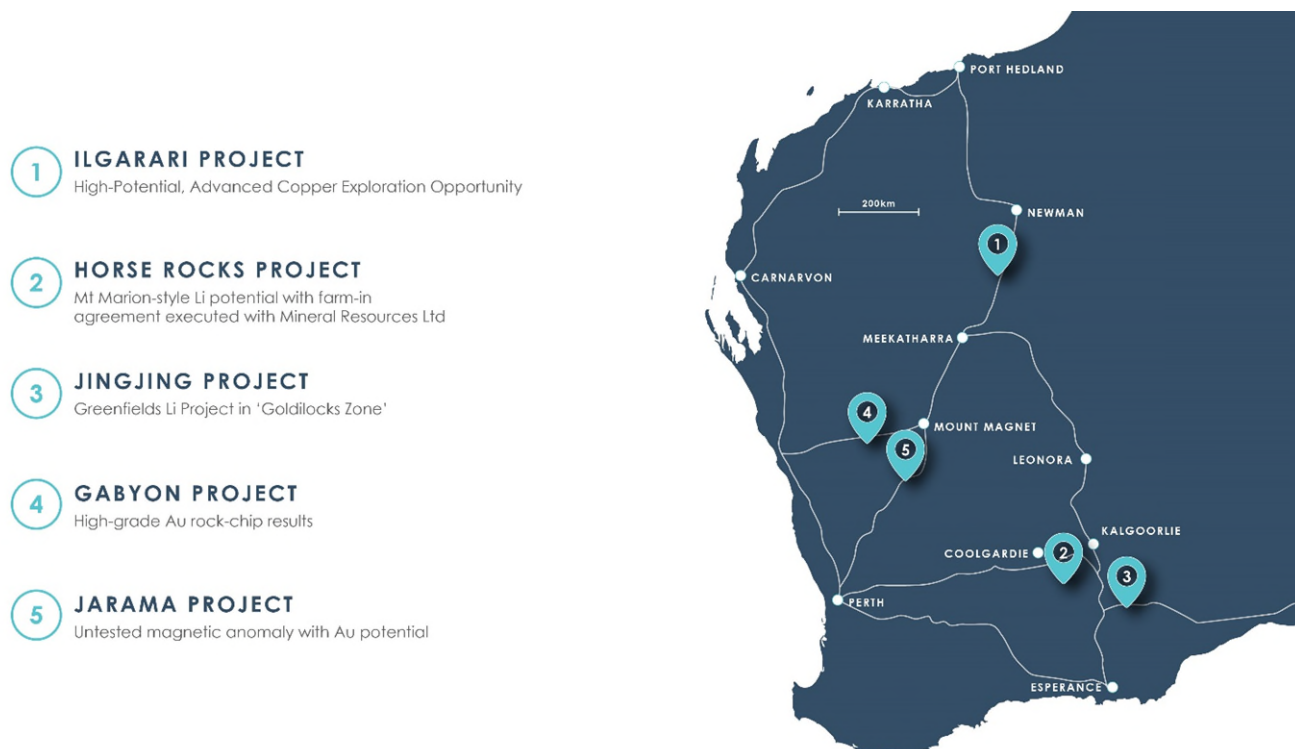 1
ILGARARI PROJECT
High-Potential, Advanced Copper Exploration Opportunity
2
HORSE ROCKS PROJECT
Mt Marion-style Li potential with farm-in
agreement executed with Mineral Resources Ltd
3
JINGJING PROJECT
Greenfields Li Project in ‘Goldilocks Zone’
4
GABYON PROJECT
High-grade Au rock-chip results
5
JARAMA PROJECT
Untested magnetic anomaly with Au potential
PORT HEDLAND
KARRATHA
200km
NEWMAN
1
CARNARVON
MEEKATHARRA
4
MOUNT MAGNET
5
LEONORA
KALGOORLIE
COOLGARDIE
2
3
PERTH
ESPERANCE